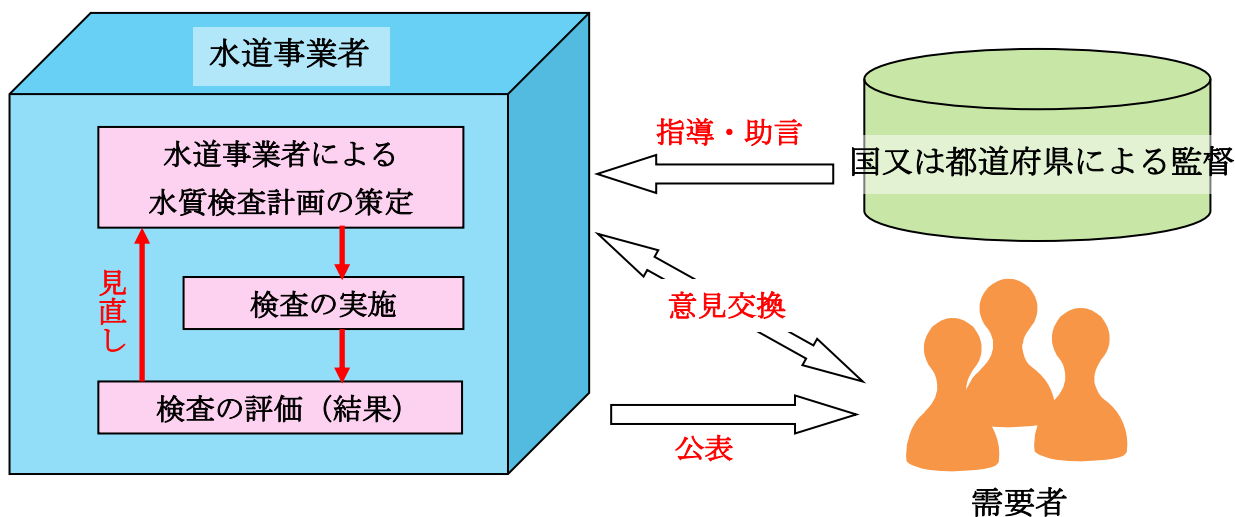 水道事業者
水道事業者による
水質検査計画の策定
見直し
検査の実施
検査の評価（結果）
指導・助言
国又は都道府県による監督
意見交換
公表
需要者